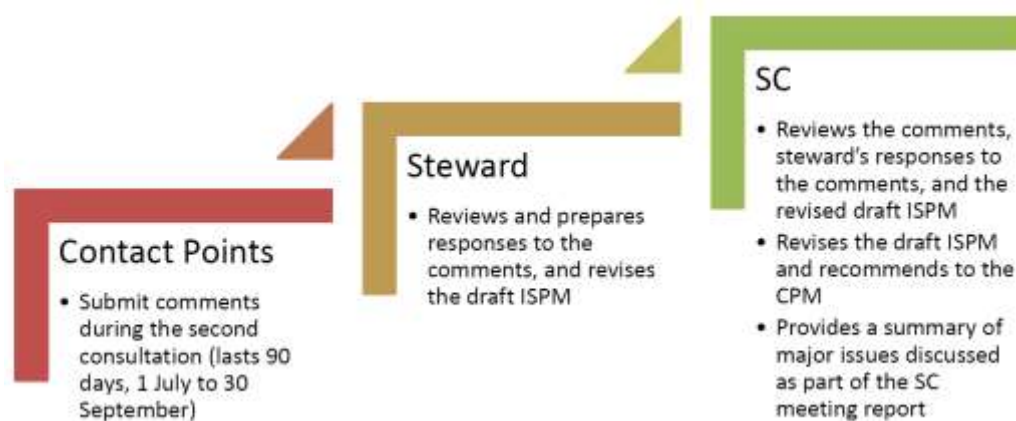 Contact Points
• Submit comments
during the second
consultation (lasts 90
days, 1 July to 30
September)
Steward
• Reviews and prepares
responses to the
comments, and revises
the draft ISPM
SC
• Reviews the comments,
steward's responses to
the comments, and the
revised draft ISPM
• Revises the draft ISPM
and recommends to the
CPM
• Provides a summary of
major issues discussed
as part of the SC
meeting report